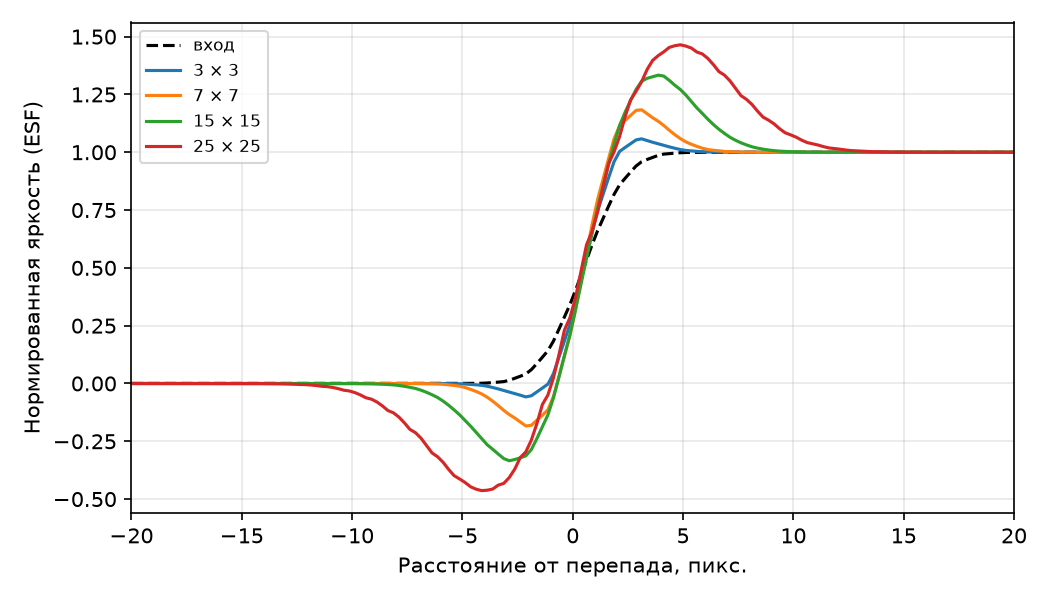 Нормированная яркость (ESF)
1.50
1.25
1.00
0.75
0.50
0.25
0.00
−0.25
−0.50
вход
3 × 3
7 × 7
15 × 15
25 × 25
−20 −15 −10 −5 0 5 10 15 20
Расстояние от перепада, пикс.